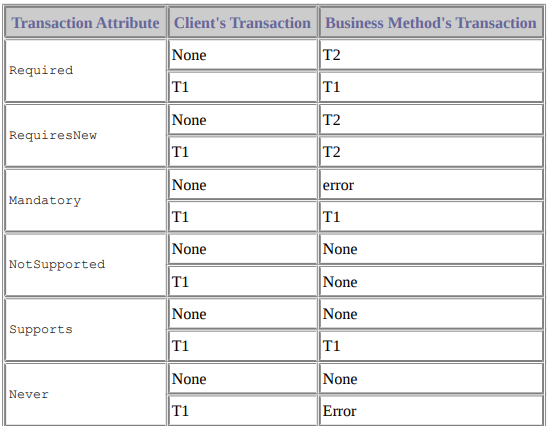 Transaction Attribute Client's Transaction Business Method's Transaction
Required None T2
T1 T1
RequiresNew None T2
T1 T2
Mandatory None error
T1 T1
NotSupported None None
T1 None
Supports None None
T1 T1
Never None None
T1 Error